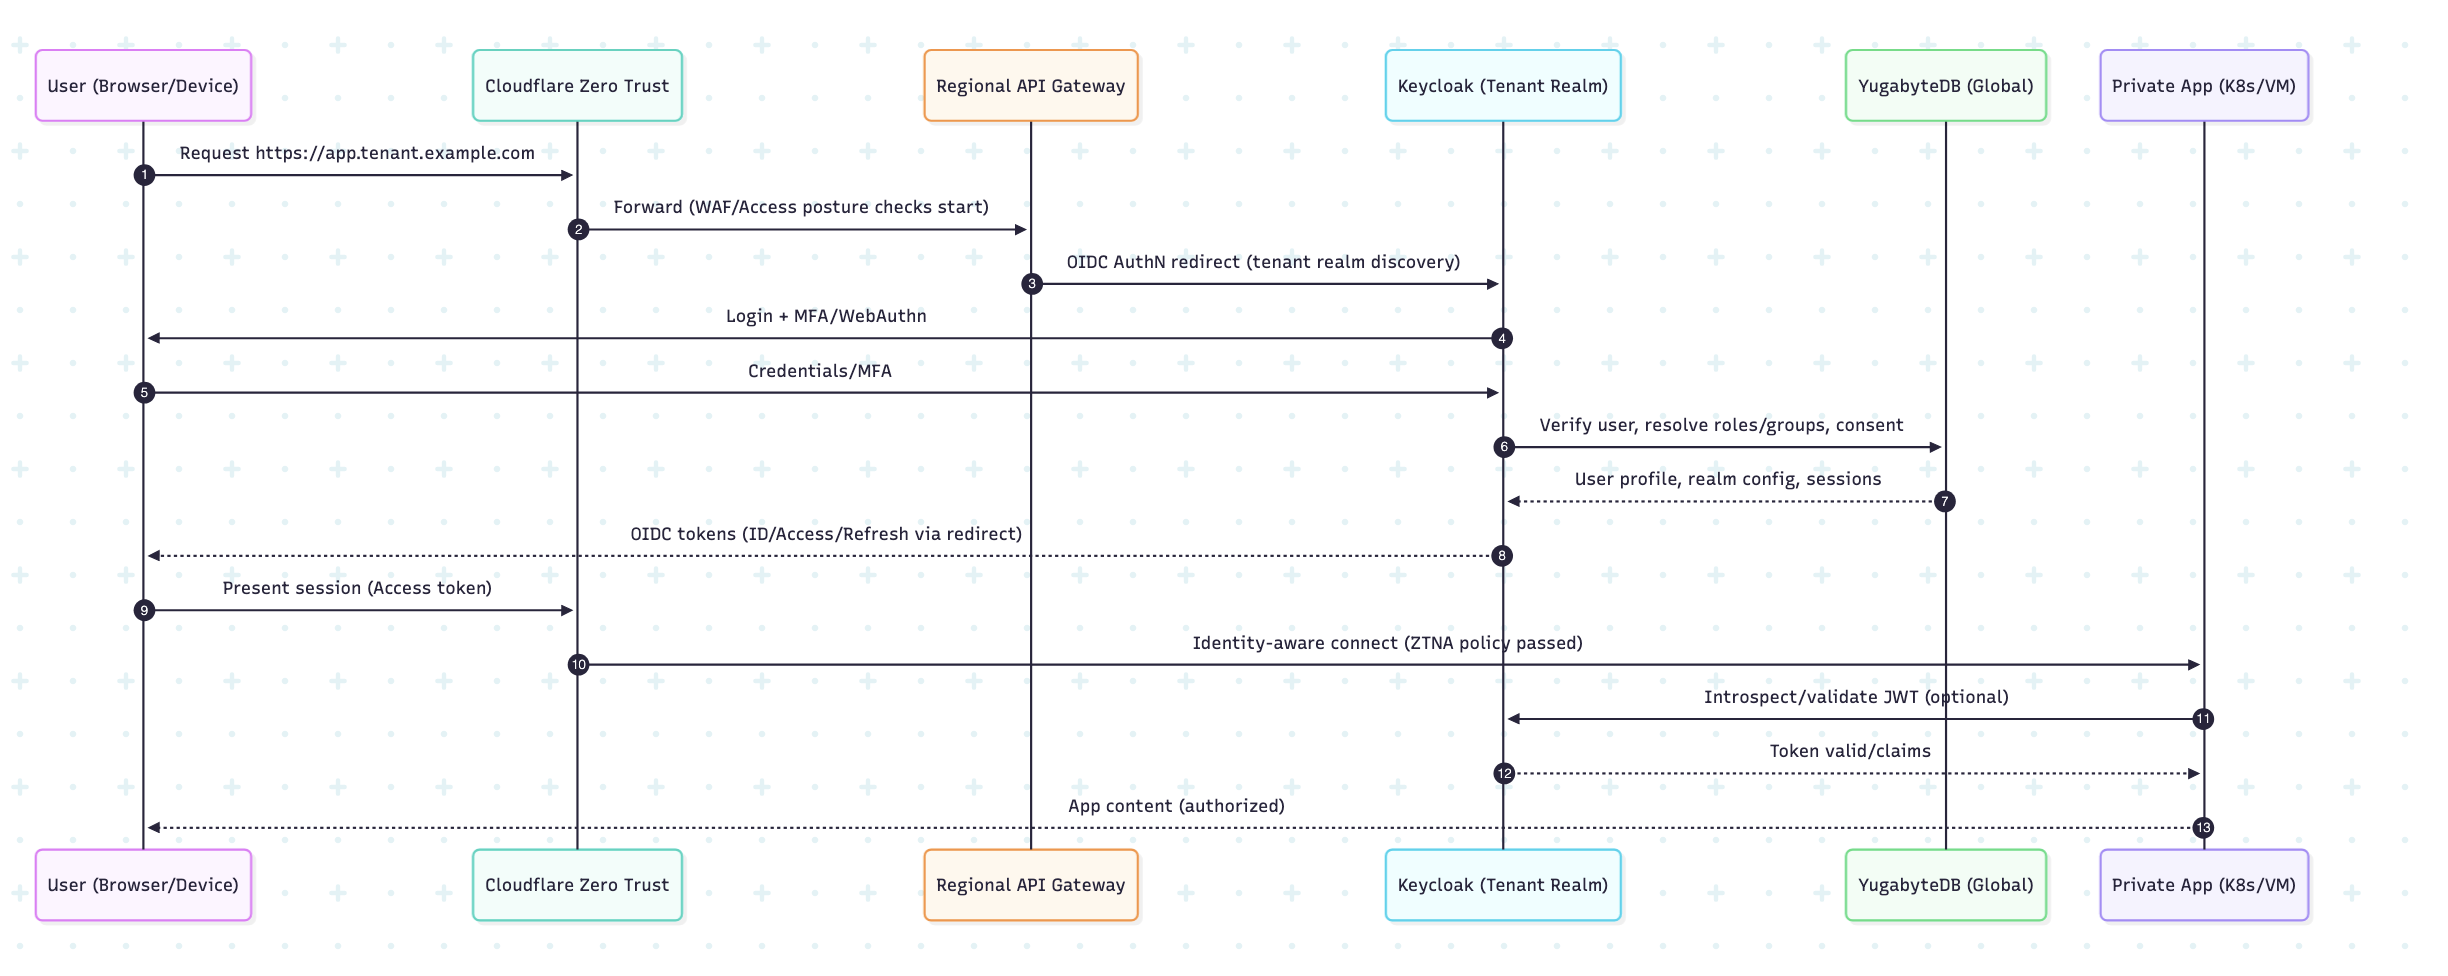 User (Browser/Device)
Cloudflare Zero Trust
Regional API Gateway
Keycloak (Tenant Realm)
YugabyteDB (Global)
Private App (K8s/VM)
Request https://app.tenant.example.com
1
Forward (WAF/Access posture checks start)
2
OIDC AuthN redirect (tenant realm discovery)
3
Login + MFA/WebAuthn
4
Credentials/MFA
5
Verify user, resolve roles/groups, consent
6
User profile, realm config, sessions
7
OIDC tokens (ID/Access/Refresh via redirect)
8
Present session (Access token)
9
Identity-aware connect (ZTNA policy passed)
10
Introspect/validate JWT (optional)
11
Token valid/claims
12
App content (authorized)
13
User (Browser/Device)
Cloudflare Zero Trust
Regional API Gateway
Keycloak (Tenant Realm)
YugabyteDB (Global)
Private App (K8s/VM)